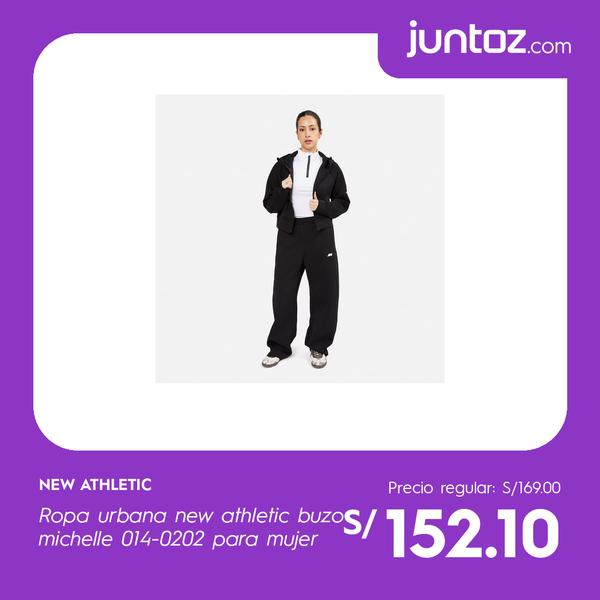 juntoz.com
NEW ATHLETIC
Ropa urbana new athletic buzo
michelle 014-0202 para mujer
Precio regular: S/169.00
S/ 152.10